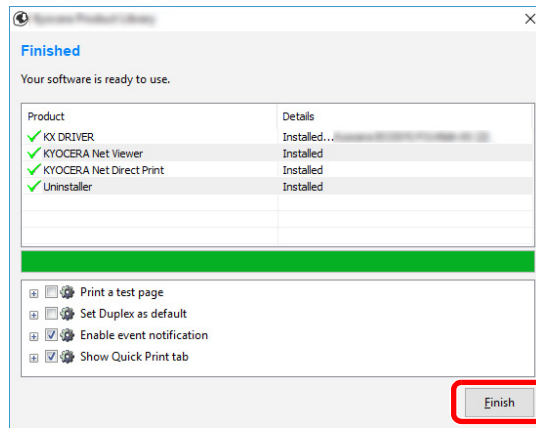 Finished
Your software is ready to use.
Product Details
KX DRIVER Installed...
KYOCERA Net Viewer Installed
KYOCERA Net Direct Print Installed
Uninstaller Installed
Print a test page
Set Duplex as default
Enable event notification
Show Quick Print tab
Finish